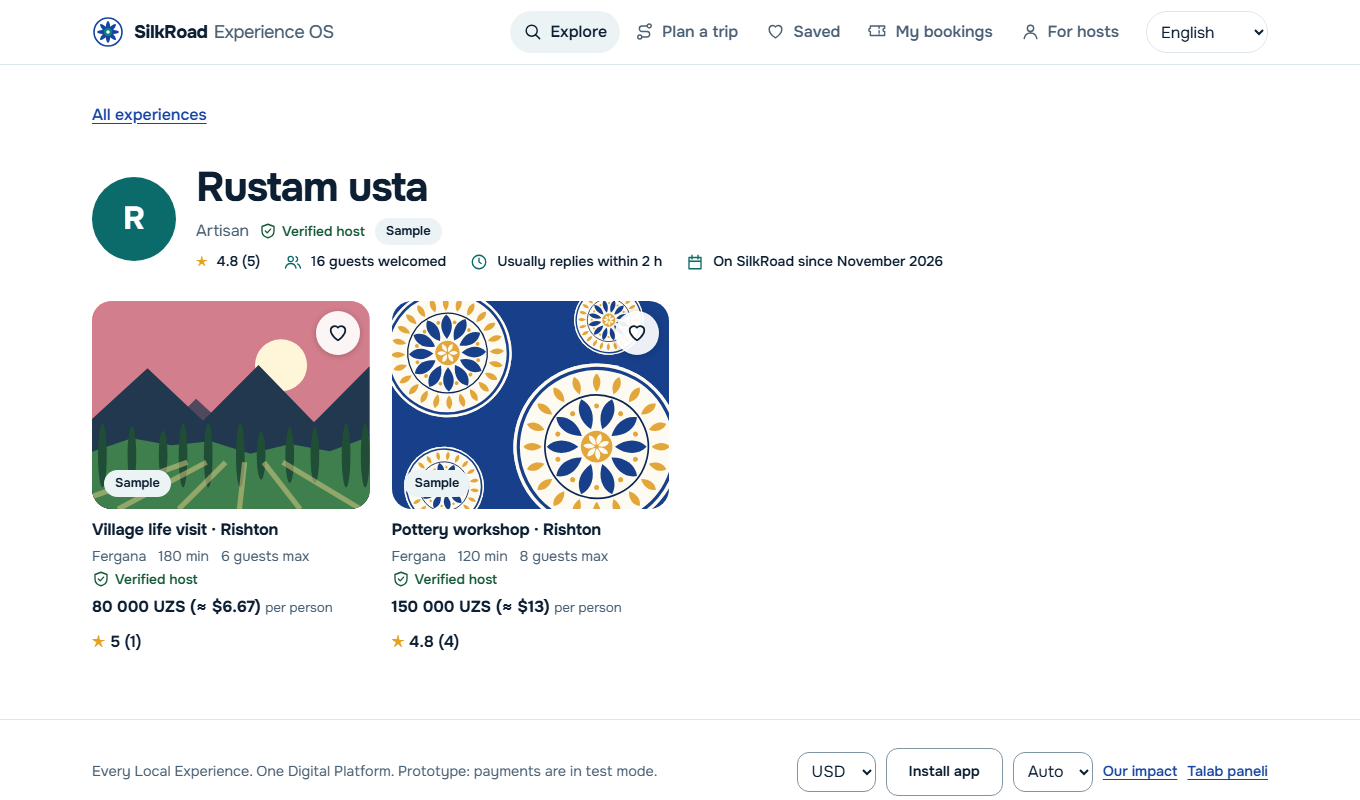 SilkRoad Experience OS
Explore
Plan a trip
Saved
My bookings
For hosts
English
All experiences
R
Rustam usta
Artisan Verified host Sample
4.8 (5) 16 guests welcomed Usually replies within 2 h On SilkRoad since November 2026
Sample
Village life visit · Rishton
Fergana 180 min 6 guests max
Verified host
80 000 UZS (≈ $6.67) per person
5 (1)
Sample
Pottery workshop · Rishton
Fergana 120 min 8 guests max
Verified host
150 000 UZS (≈ $13) per person
4.8 (4)
Every Local Experience. One Digital Platform. Prototype: payments are in test mode.
USD
Install app
Auto
Our impact
Talab paneli